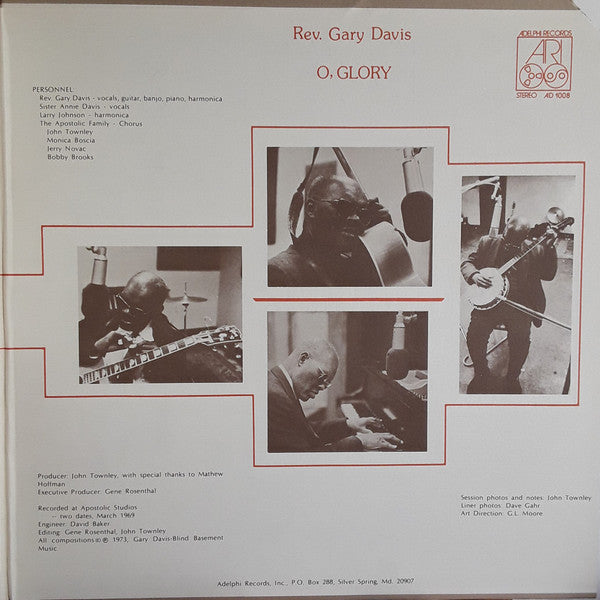 Rev. Gary Davis
O, GLORY
ADELPHI RECORDS
ARI
STEREO AD 1008
PERSONNEL:
Rev. Gary Davis - vocals, guitar, banjo, piano, harmonica
Sister Annie Davis - vocals
Larry Johnson - harmonica
The Apostolic Family - Chorus
John Townley
Monica Boscia
Jerry Novac
Bobby Brooks
Producer: John Townley, with special thanks to Mathew
Hoffman
Executive Producer: Gene Rosenthal
Recorded at Apostolic Studios
-- two dates, March 1969
Engineer: David Baker
Editing: Gene Rosenthal, John Townley
All compositions © ℗ 1973, Gary Davis-Blind Basement
Music
Session photos and notes: John Townley
Liner photos: Dave Gahr
Art Direction: G.L. Moore
Adelphi Records, Inc., P.O. Box 288, Silver Spring, Md. 20907